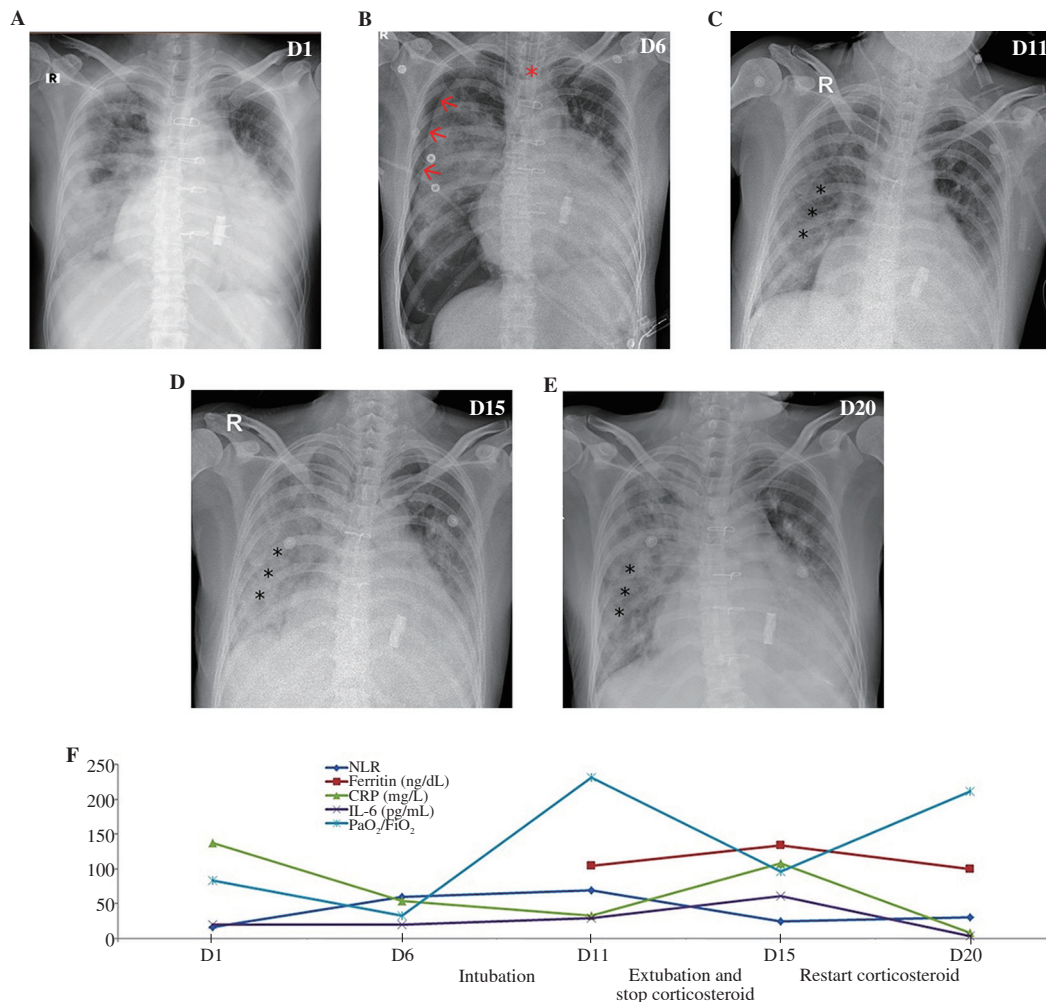 A
D1
R
B
D6
R
*
C
D11
R
* * *
D
D15
R
* * *
E
D20
* * *
F
250
200
150
100
50
0
NLR
Ferritin (ng/dL)
CRP (mg/L)
IL-6 (pg/mL)
PaO₂/FiO₂
D1
D6
D11
D15
D20
Intubation
Extubation and
stop corticosteroid
Restart corticosteroid